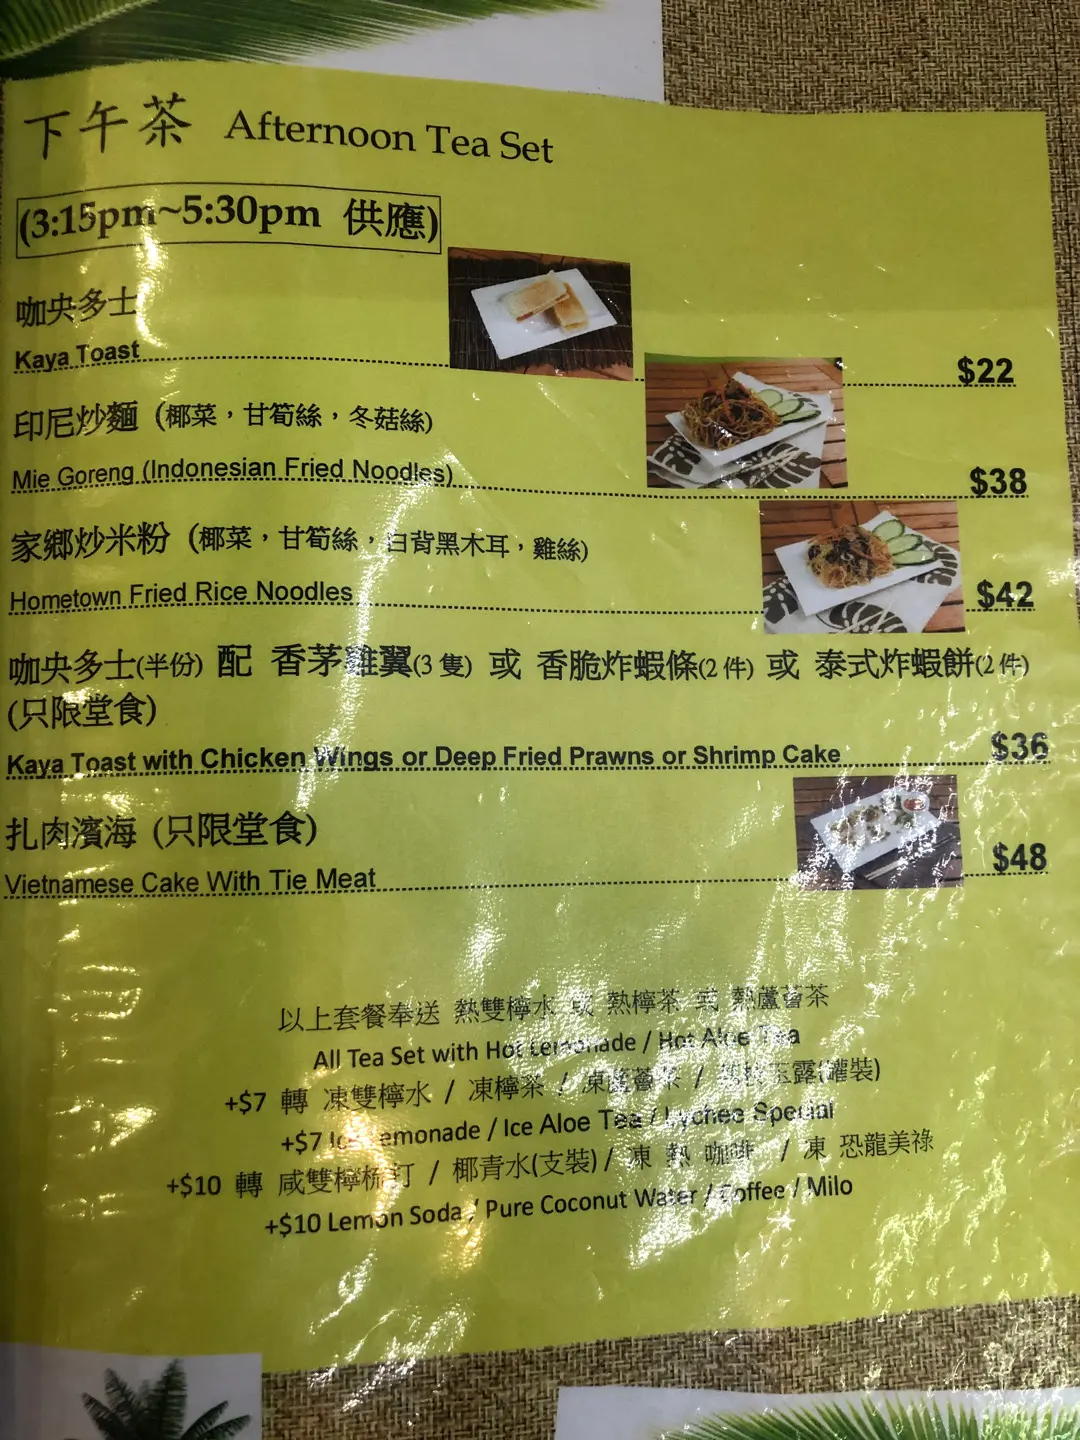 下午茶 Afternoon Tea Set
(3:15pm~5:30pm 供應)
咖央多士
Kaya Toast $22
印尼炒麵 (椰菜，甘筍絲，冬菇絲)
Mie Goreng (Indonesian Fried Noodles) $38
家鄉炒米粉 (椰菜，甘筍絲，白背黑木耳，雞絲)
Hometown Fried Rice Noodles $42
咖央多士(半份) 配 香茅雞翼(3 隻) 或 香脆炸蝦條(2 件) 或 泰式炸蝦餅(2 件)
(只限堂食)
Kaya Toast with Chicken Wings or Deep Fried Prawns or Shrimp Cake $36
扎肉濱海 (只限堂食)
Vietnamese Cake With Tie Meat $48
以上套餐奉送 熱雙檸水 或 熱檸茶 或 熱蘆薈茶
All Tea Set with Hot Lemonade / Hot Aloe Tea
+$7 轉 凍雙檸水 / 凍檸茶 / 凍蘆薈茶 / 玉露(罐裝)
+$7 Ice Lemonade / Ice Aloe Tea / Lychee Special
+$10 轉 咸雙檸梳打 / 椰青水(支裝) / 凍 熱 咖啡 / 凍 恐龍美祿
+$10 Lemon Soda / Pure Coconut Water / Coffee / Milo